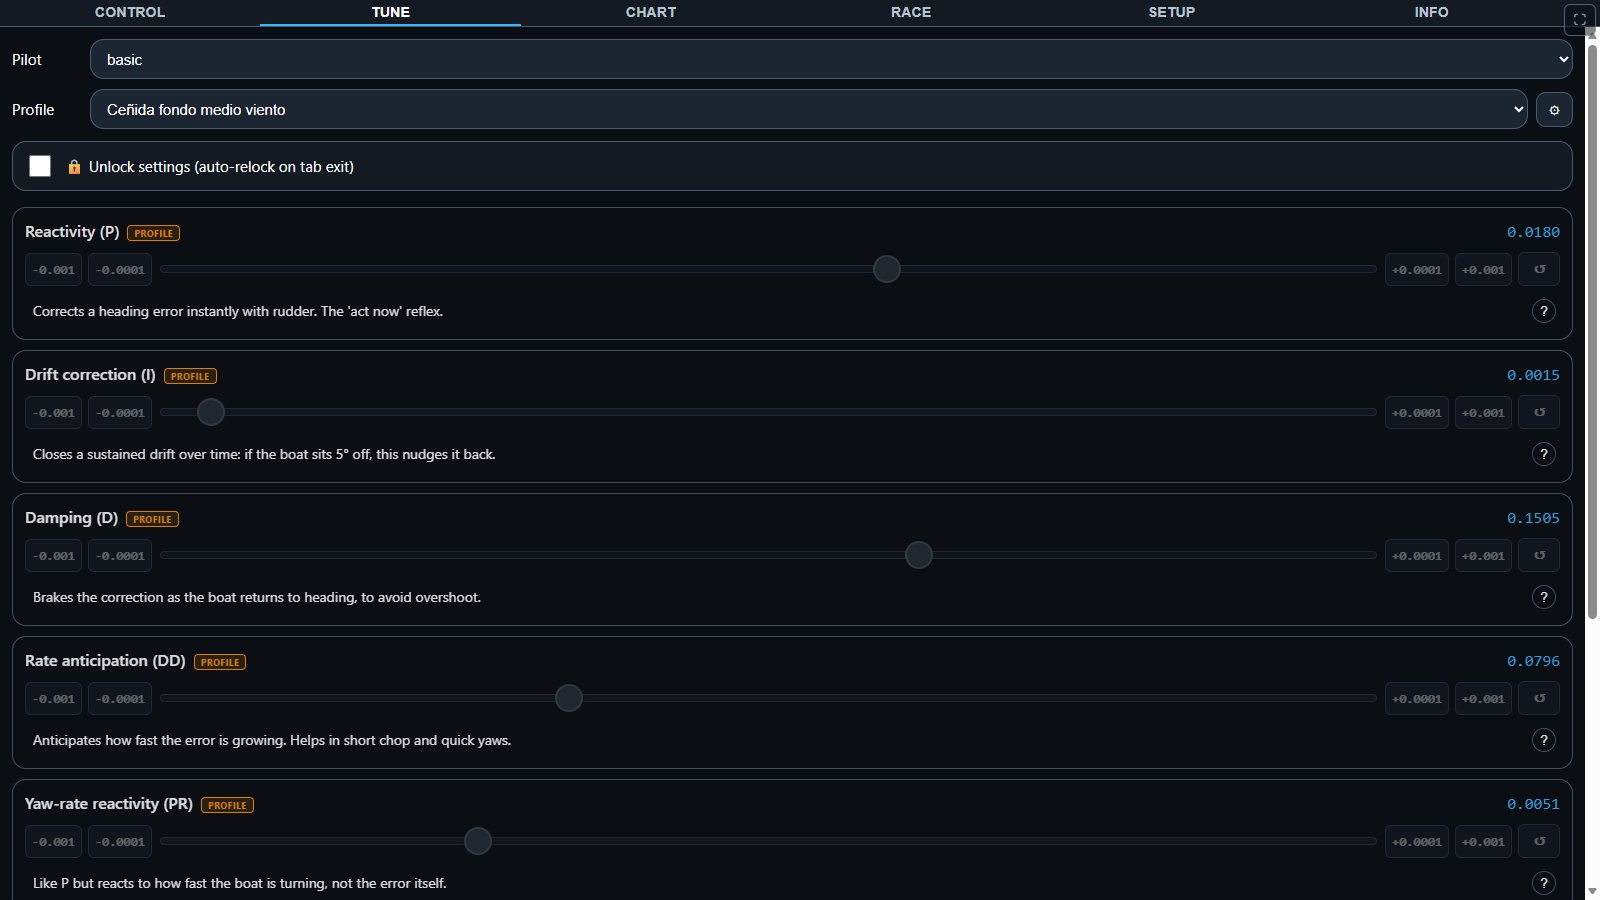 CONTROL TUNE CHART RACE SETUP INFO
Pilot basic
Profile Ceñida fondo medio viento
Unlock settings (auto-relock on tab exit)
Reactivity (P) PROFILE 0.0180
-0.001 -0.0001 +0.0001 +0.001
Corrects a heading error instantly with rudder. The 'act now' reflex. ?
Drift correction (I) PROFILE 0.0015
-0.001 -0.0001 +0.0001 +0.001
Closes a sustained drift over time: if the boat sits 5° off, this nudges it back. ?
Damping (D) PROFILE 0.1505
-0.001 -0.0001 +0.0001 +0.001
Brakes the correction as the boat returns to heading, to avoid overshoot. ?
Rate anticipation (DD) PROFILE 0.0796
-0.001 -0.0001 +0.0001 +0.001
Anticipates how fast the error is growing. Helps in short chop and quick yaws. ?
Yaw-rate reactivity (PR) PROFILE 0.0051
-0.001 -0.0001 +0.0001 +0.001
Like P but reacts to how fast the boat is turning, not the error itself. ?